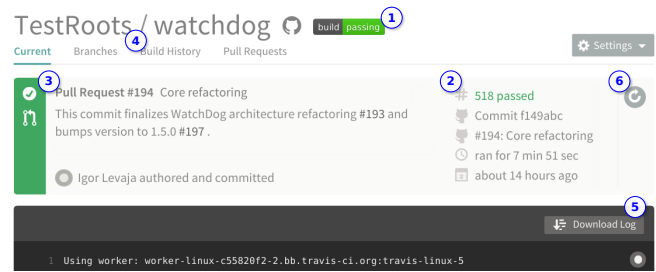 TestRoots / watchdog build passing 1
Current Branches 4 Build History Pull Requests Settings
3 Pull Request #194 Core refactoring 2 6
This commit finalizes WatchDog architecture refactoring #193 and
bumps version to 1.5.0 #197 .
Igor Levaja authored and committed
518 passed
Commit f149abc
#194: Core refactoring
ran for 7 min 51 sec
about 14 hours ago
5
Download Log
1 Using worker: worker-linux-c55820f2-2.bb.travis-ci.org:travis-linux-5